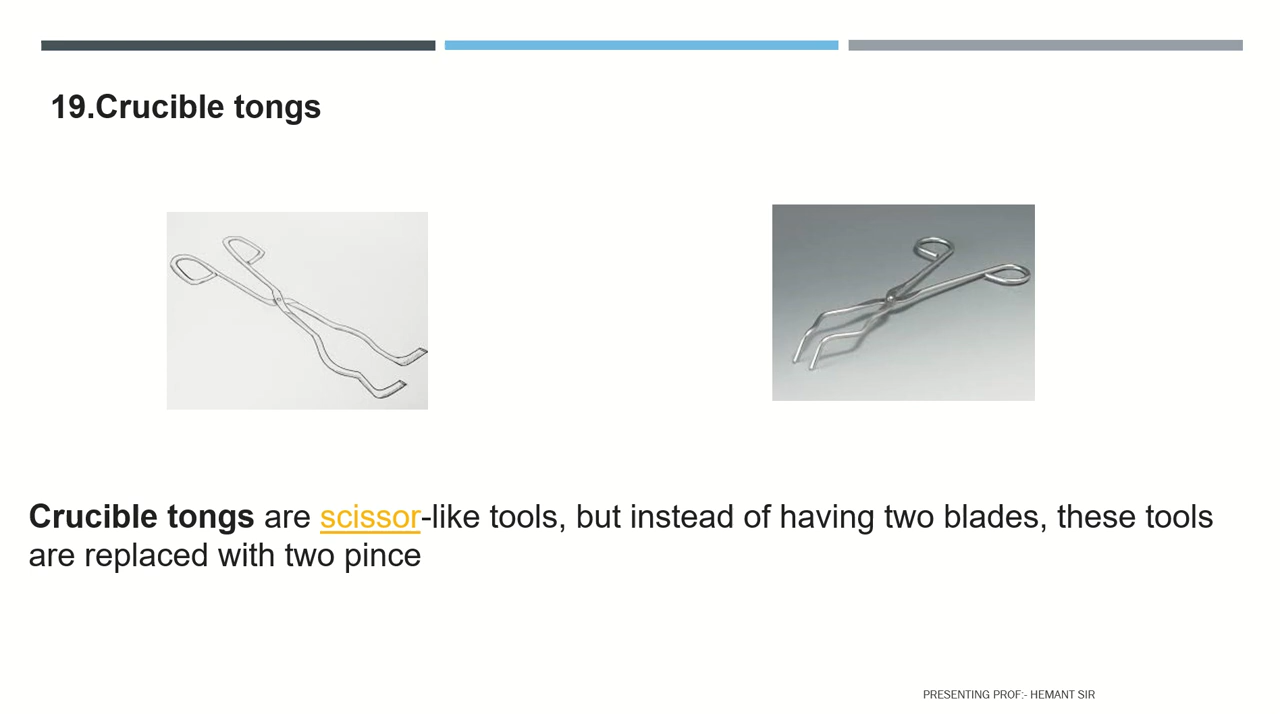 19.Crucible tongs
Crucible tongs are scissor-like tools, but instead of having two blades, these tools
are replaced with two pince
PRESENTING PROF:- HEMANT SIR